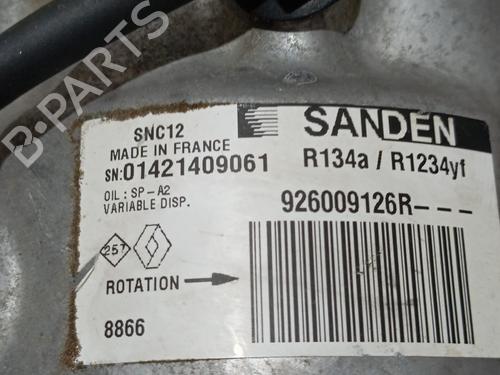 B-PARTS
SANDEN
SNC12
MADE IN FRANCE
SN:01421409061
R134a / R1234yf
OIL : SP-A2
VARIABLE DISP.
926009126R---
257
ROTATION
8866